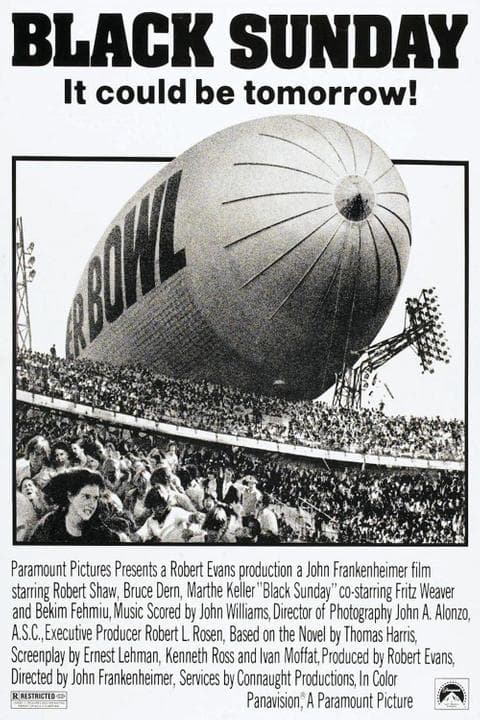 BLACK SUNDAY
It could be tomorrow!
ER BOWL
Paramount Pictures Presents a Robert Evans production a John Frankenheimer film
starring Robert Shaw, Bruce Dern, Marthe Keller "Black Sunday" co-starring Fritz Weaver
and Bekim Fehmiu, Music Scored by John Williams, Director of Photography John A. Alonzo,
A.S.C., Executive Producer Robert L. Rosen, Based on the Novel by Thomas Harris,
Screenplay by Ernest Lehman, Kenneth Ross and Ivan Moffat, Produced by Robert Evans,
Directed by John Frankenheimer, Services by Connaught Productions, In Color
Panavision,® A Paramount Picture
R RESTRICTED
Paramount